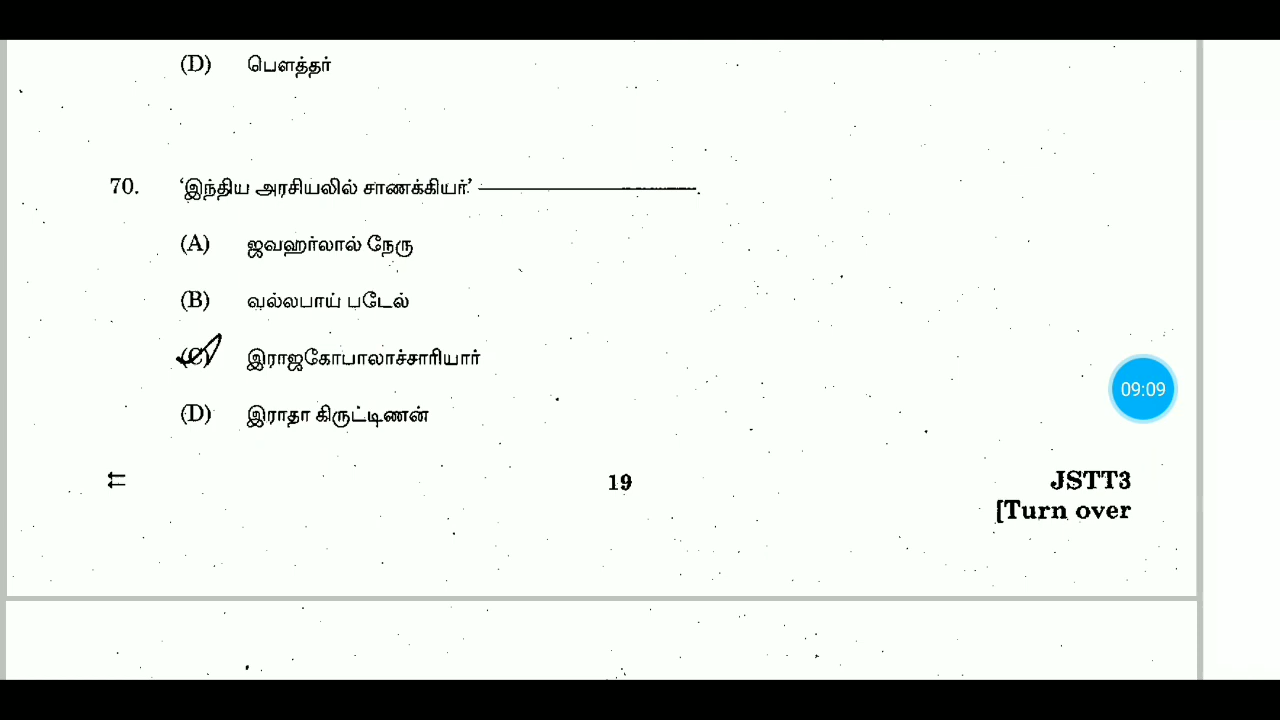 (D) பௌத்தர்
70. ‘இந்திய அரசியலில் சாணக்கியர்’ ____________.
(A) ஜவஹர்லால் நேரு
(B) வல்லபாய் படேல்
(C) இராஜகோபாலாச்சாரியார்
(D) இராதா கிருட்டிணன்
09:09
19
JSTT3
[Turn over